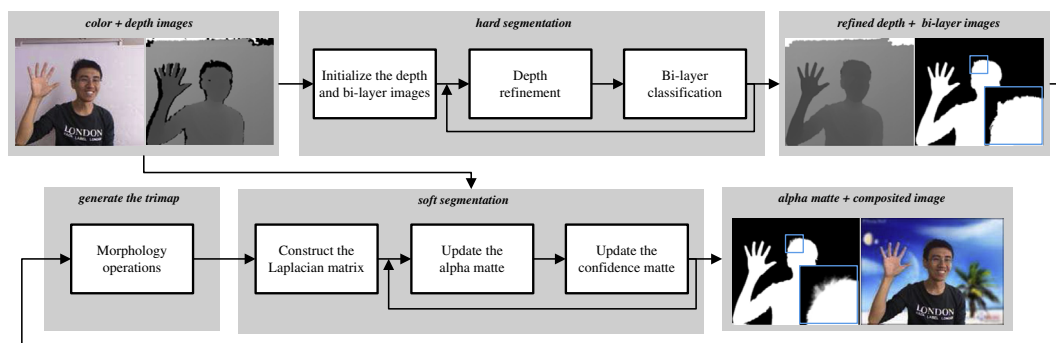 color + depth images
hard segmentation
refined depth + bi-layer images
Initialize the depth
and bi-layer images
Depth
refinement
Bi-layer
classification
LONDON
generate the trimap
soft segmentation
alpha matte + composited image
Morphology
operations
Construct the
Laplacian matrix
Update the
alpha matte
Update the
confidence matte
LONDON